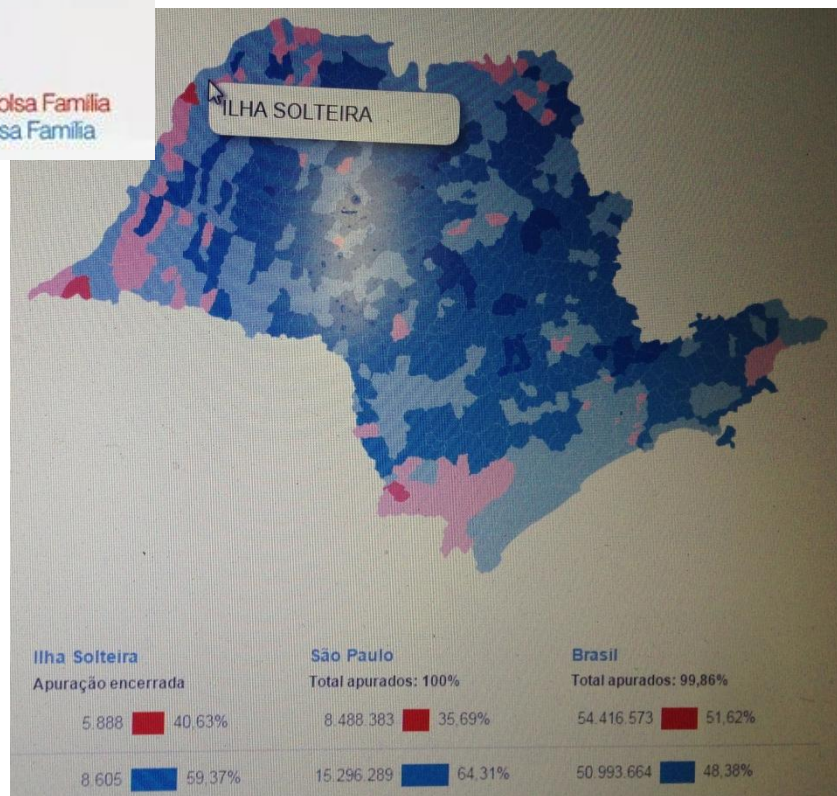 olsa Família
sa Família
ILHA SOLTEIRA
Ilha Solteira
Apuração encerrada
5.888 40,63%
8.605 59,37%
São Paulo
Total apurados: 100%
8.488.383 35,69%
15.296.289 64,31%
Brasil
Total apurados: 99,86%
54.416.573 51,62%
50.993.664 48,38%